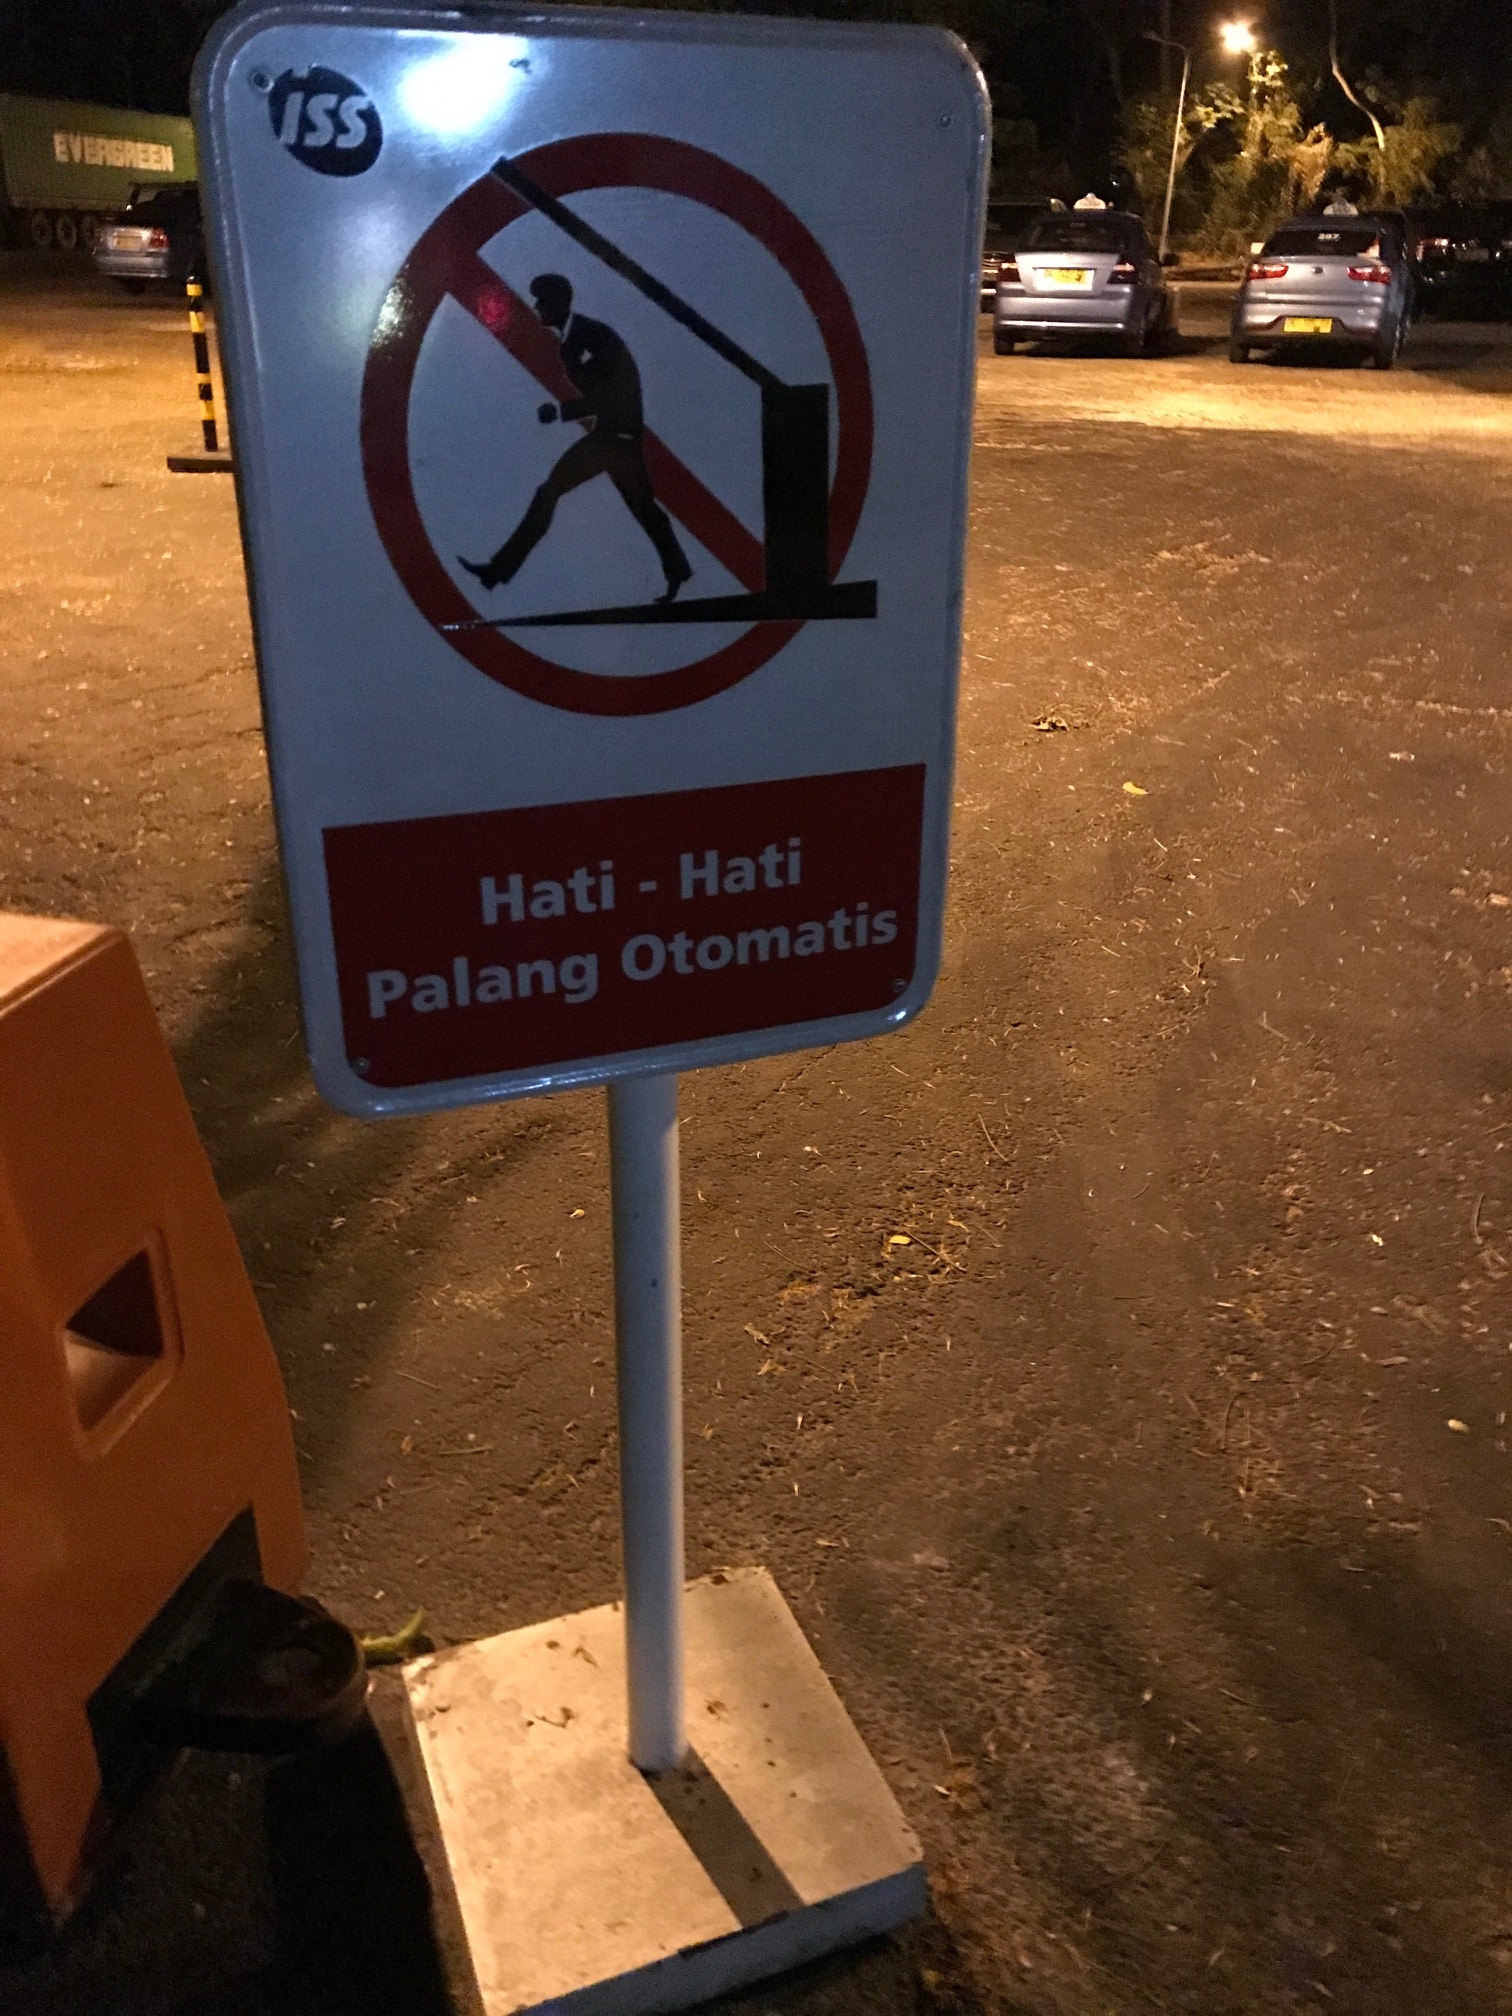 ISS
EVERGREEN
Hati - Hati
Palang Otomatis